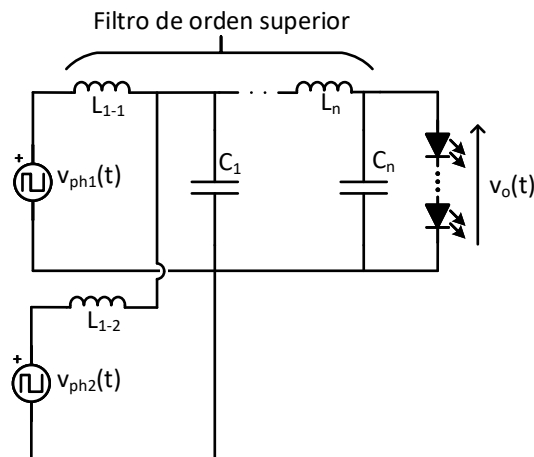 Filtro de orden superior
L1-1
Ln
+
vph1(t)
C1
Cn
vo(t)
L1-2
+
vph2(t)